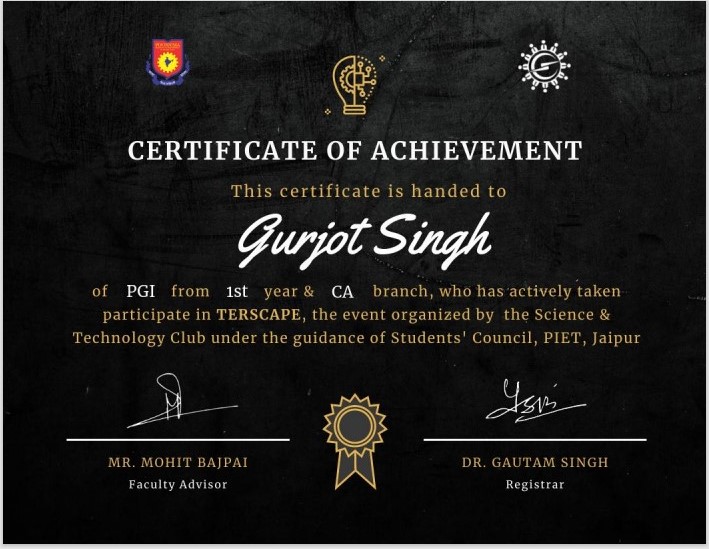 CERTIFICATE OF ACHIEVEMENT
This certificate is handed to
Gurjot Singh
of PGI from 1st year & CA branch, who has actively taken
participate in TERSCAPE, the event organized by the Science &
Technology Club under the guidance of Students' Council, PIET, Jaipur
MR. MOHIT BAJPAI
Faculty Advisor
DR. GAUTAM SINGH
Registrar